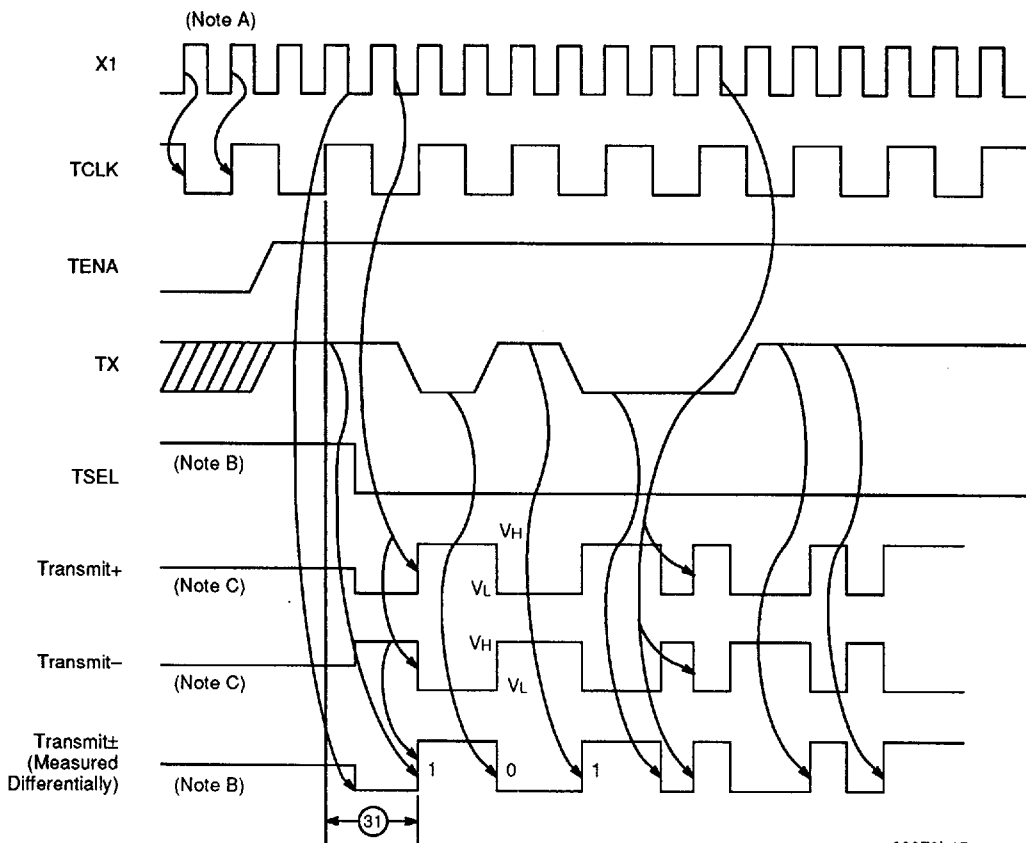 (Note A)
X1
TCLK
TENA
TX
(Note B)
TSEL
VH
Transmit+
(Note C)
VL
VH
Transmit–
(Note C)
VL
Transmit±
(Measured
Differentially)
(Note B)
1
0
1
31